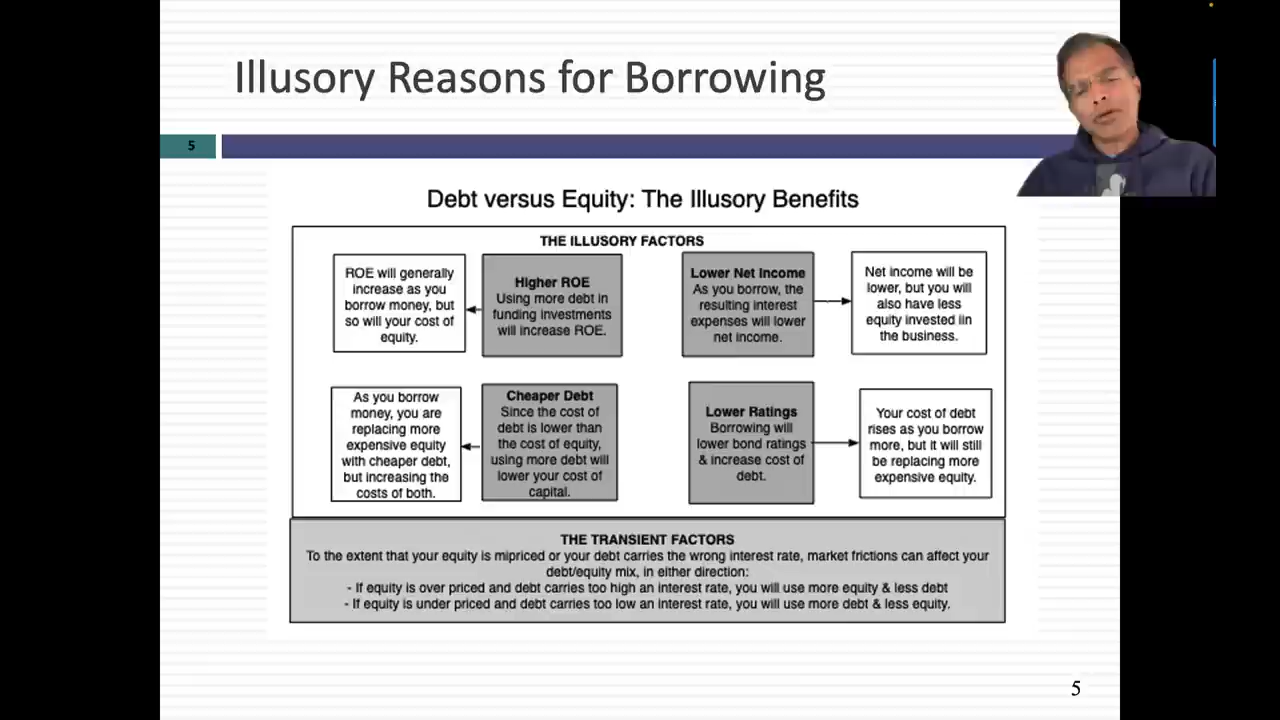 Illusory Reasons for Borrowing
5
Debt versus Equity: The Illusory Benefits
THE ILLUSORY FACTORS
ROE will generally
increase as you
borrow money, but
so will your cost of
equity.
Higher ROE
Using more debt in
funding investments
will increase ROE.
Lower Net Income
As you borrow, the
resulting interest
expenses will lower
net income.
Net income will be
lower, but you will
also have less
equity invested iin
the business.
As you borrow
money, you are
replacing more
expensive equity
with cheaper debt,
but increasing the
costs of both.
Cheaper Debt
Since the cost of
debt is lower than
the cost of equity,
using more debt will
lower your cost of
capital.
Lower Ratings
Borrowing will
lower bond ratings
& increase cost of
debt.
Your cost of debt
rises as you borrow
more, but it will still
be replacing more
expensive equity.
THE TRANSIENT FACTORS
To the extent that your equity is mipriced or your debt carries the wrong interest rate, market frictions can affect your
debt/equity mix, in either direction:
- If equity is over priced and debt carries too high an interest rate, you will use more equity & less debt
- If equity is under priced and debt carries too low an interest rate, you will use more debt & less equity.
5